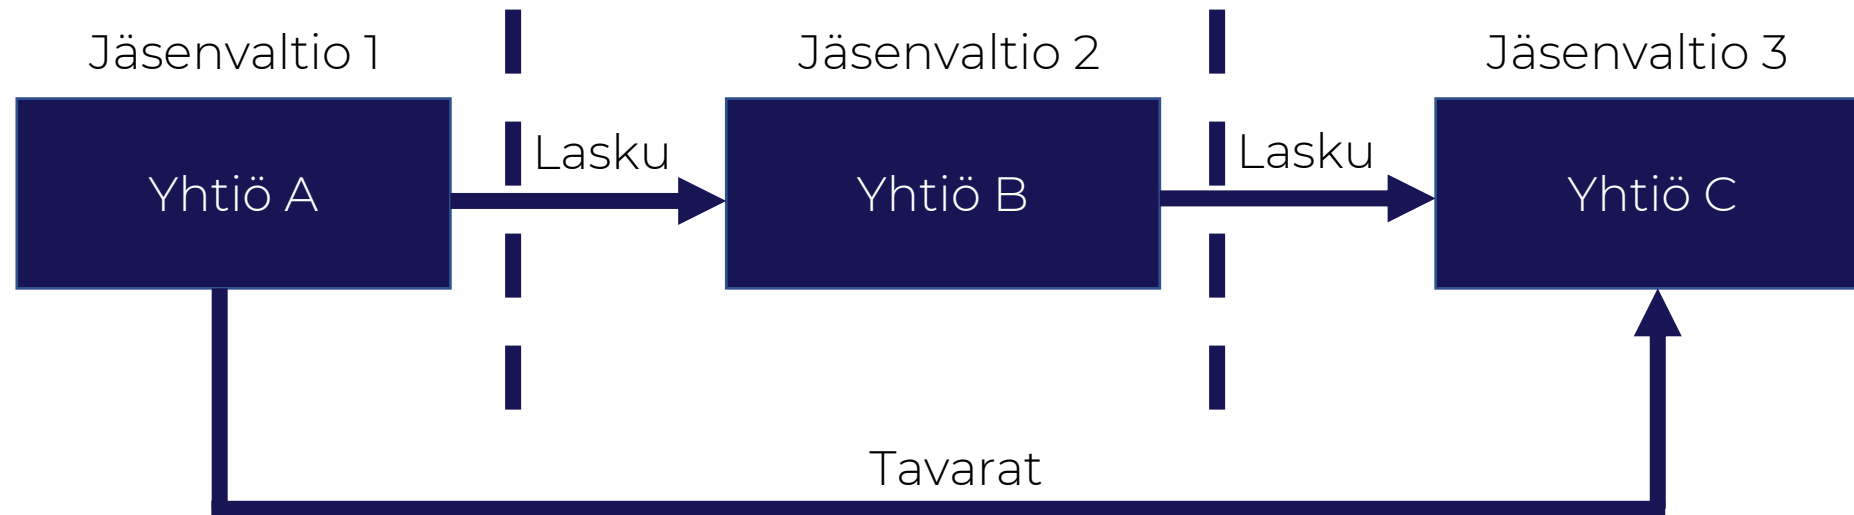 Jäsenvaltio 1
Jäsenvaltio 2
Jäsenvaltio 3
Yhtiö A
Lasku
Yhtiö B
Lasku
Yhtiö C
Tavarat